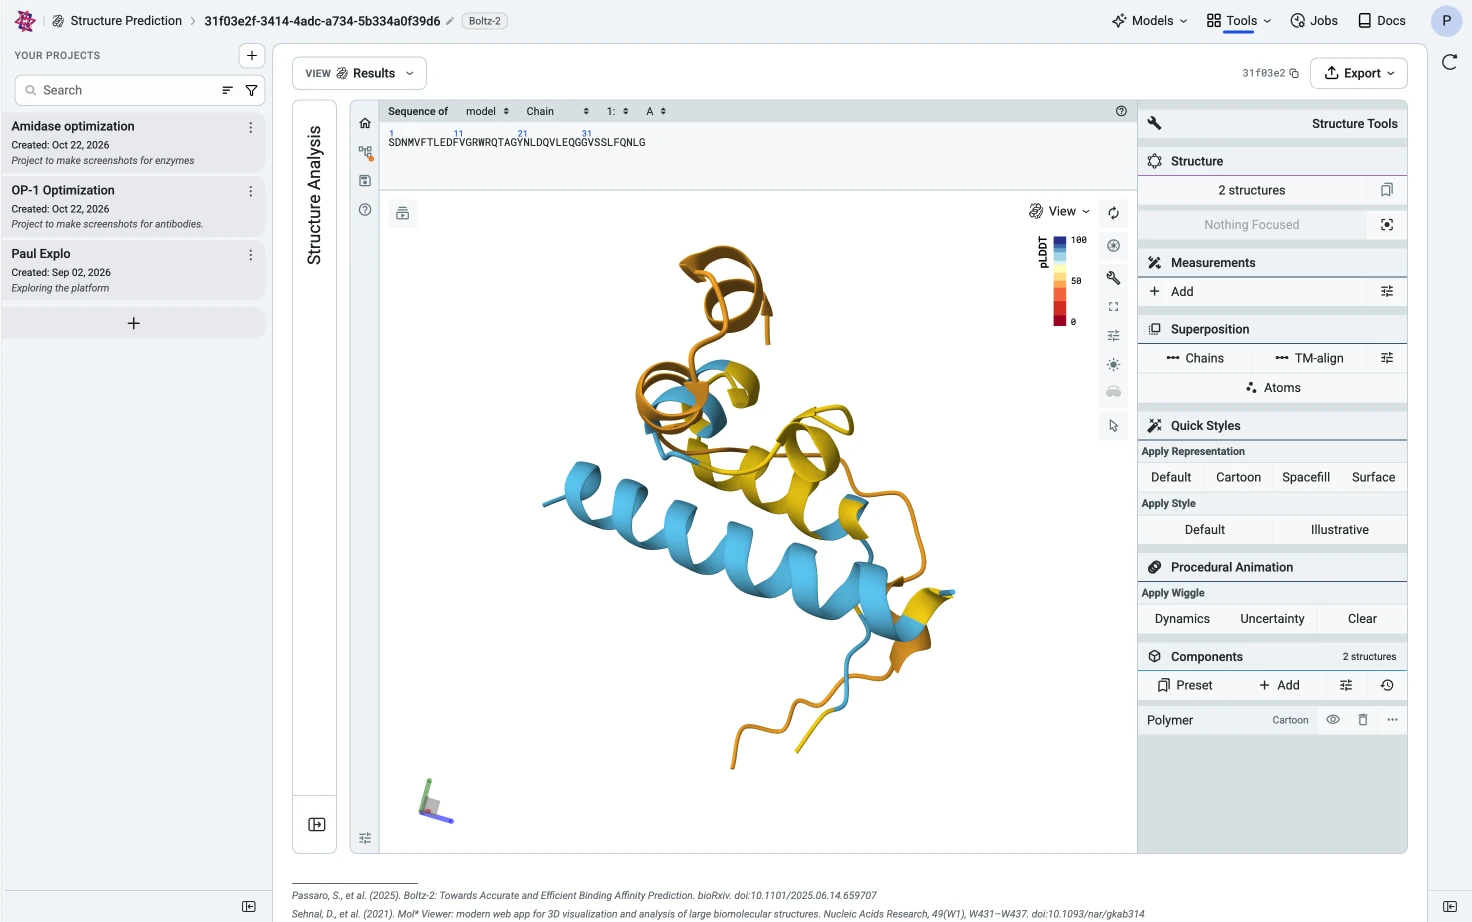 Structure Prediction > 31f03e2f-3414-4adc-a734-5b334a0f39d6 Boltz-2
Models Tools Jobs Docs P
YOUR PROJECTS
Search
Amidase optimization
Created: Oct 22, 2026
Project to make screenshots for enzymes
OP-1 Optimization
Created: Oct 22, 2026
Project to make screenshots for antibodies.
Paul Explo
Created: Sep 02, 2026
Exploring the platform
VIEW Results
31f03e2 Export
Structure Analysis
Sequence of model Chain 1: A
1 11 21 31
SDNMVFTLEDFVGRWRQTAGYNLDQVLEQGGVSSLFQNLG
View
pLDDT
100
50
0
Structure Tools
Structure
2 structures
Nothing Focused
Measurements
+ Add
Superposition
Chains TM-align
Atoms
Quick Styles
Apply Representation
Default Cartoon Spacefill Surface
Apply Style
Default Illustrative
Procedural Animation
Apply Wiggle
Dynamics Uncertainty Clear
Components 2 structures
Preset + Add
Polymer Cartoon
Passaro, S., et al. (2025). Boltz-2: Towards Accurate and Efficient Binding Affinity Prediction. bioRxiv. doi:10.1101/2025.06.14.659707
Sehnal, D., et al. (2021). Mol* Viewer: modern web app for 3D visualization and analysis of large biomolecular structures. Nucleic Acids Research, 49(W1), W431–W437. doi:10.1093/nar/gkab314